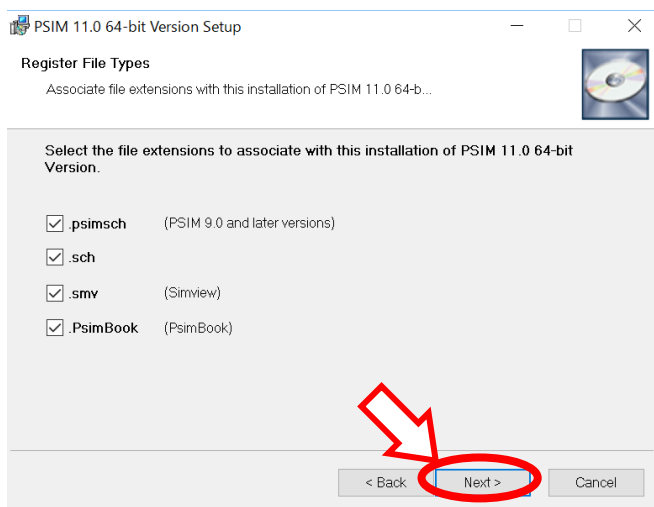 PSIM 11.0 64-bit Version Setup
Register File Types
Associate file extensions with this installation of PSIM 11.0 64-b...
Select the file extensions to associate with this installation of PSIM 11.0 64-bit
Version.
.psimsch (PSIM 9.0 and later versions)
.sch
.smv (Simview)
.PsimBook (PsimBook)
< Back Next > Cancel